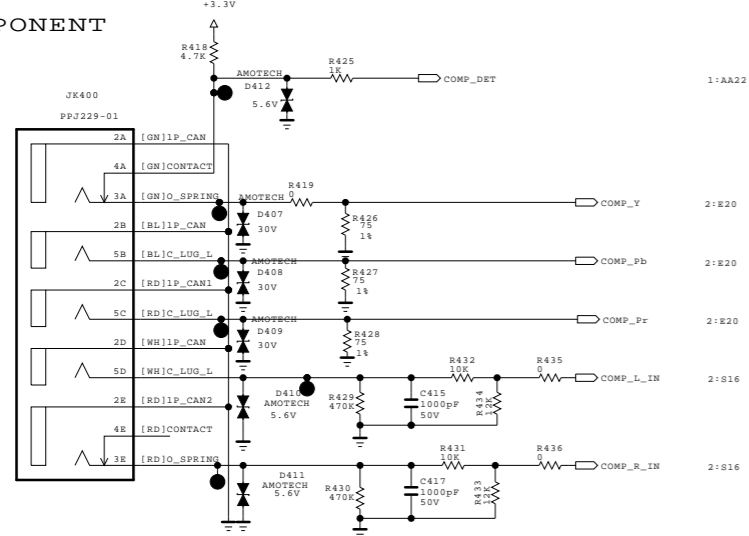 +3.3V
PONENT
R418
4.7K
AMOTECH
R425
1K
COMP_DET
1:AA22
D412
5.6V
JK400
PPJ229-01
2A [GN]1P_CAN
4A [GN]CONTACT
3A [GN]O_SPRING
AMOTECH
R419
0
COMP_Y
2:E20
D407
30V
R426
75
1%
2B [BL]1P_CAN
5B [BL]C_LUG_L
AMOTECH
COMP_Pb
2:E20
D408
30V
R427
75
1%
2C [RD]1P_CAN1
5C [RD]C_LUG_L
AMOTECH
COMP_Pr
2:E20
D409
30V
R428
75
1%
2D [WH]1P_CAN
5D [WH]C_LUG_L
R432
10K
R435
0
COMP_L_IN
2:S16
D410
AMOTECH
5.6V
R429
470K
C415
1000pF
50V
R434
12K
2E [RD]1P_CAN2
4E [RD]CONTACT
3E [RD]O_SPRING
R431
10K
R436
0
COMP_R_IN
2:S16
D411
AMOTECH
5.6V
R430
470K
C417
1000pF
50V
R433
12K